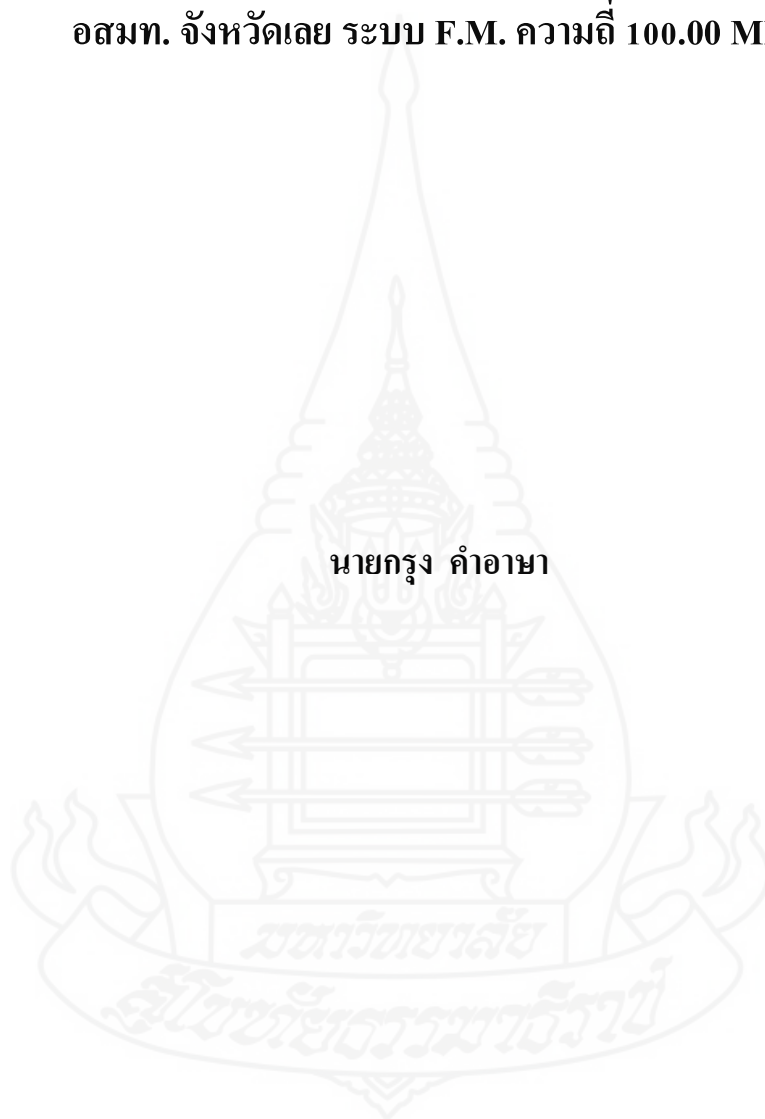 อสมท. จังหวัดเลย ระบบ F.M. ความถี่ 100.00 M
นายกรุง คำอาษา
มหาวิทยาลัย
สุโขทัยธรรมาธิราช